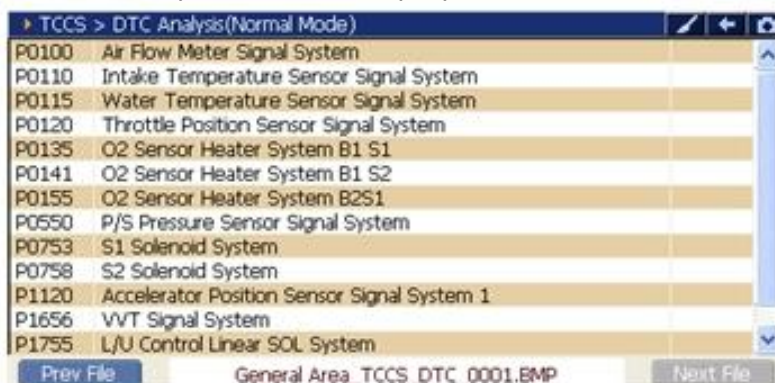 TCCS > DTC Analysis(Normal Mode)
P0100 Air Flow Meter Signal System
P0110 Intake Temperature Sensor Signal System
P0115 Water Temperature Sensor Signal System
P0120 Throttle Position Sensor Signal System
P0135 O2 Sensor Heater System B1 S1
P0141 O2 Sensor Heater System B1 S2
P0155 O2 Sensor Heater System B2S1
P0550 P/S Pressure Sensor Signal System
P0753 S1 Solenoid System
P0758 S2 Solenoid System
P1120 Accelerator Position Sensor Signal System 1
P1656 VVT Signal System
P1755 L/U Control Linear SOL System
Prev File General Area_TCCS_DTC_0001.BMP Next File